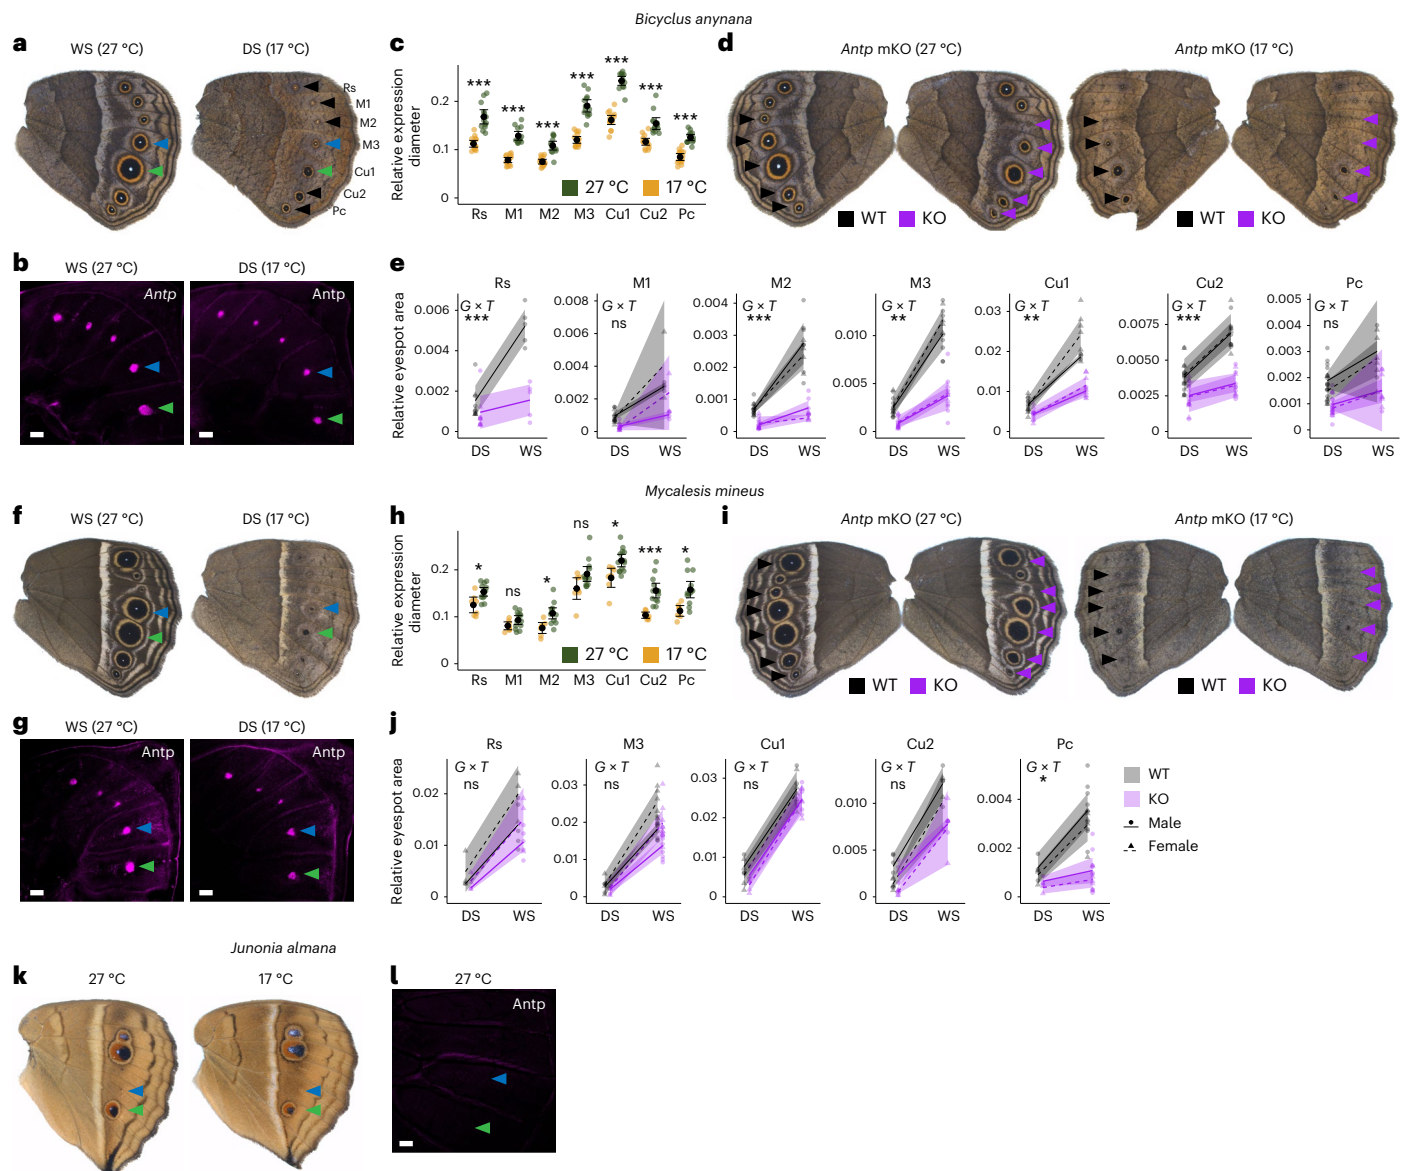 Bicyclus anynana
a
WS (27 °C)
DS (17 °C)
Rs
M1
M2
M3
Cu1
Cu2
Pc
c
Relative expression
diameter
0.2
0.1
0
***
***
***
***
***
***
***
27 °C
17 °C
Rs M1 M2 M3 Cu1 Cu2 Pc
d
Antp mKO (27 °C)
Antp mKO (17 °C)
WT KO
WT KO
b
WS (27 °C)
DS (17 °C)
Antp
Antp
e
Relative eyespot area
Rs
G × T
***
0.006
0.004
0.002
0
DS WS
M1
G × T
ns
0.008
0.006
0.004
0.002
0
DS WS
M2
G × T
***
0.004
0.003
0.002
0.001
0
DS WS
M3
G × T
**
0.010
0.005
0
DS WS
Cu1
G × T
**
0.03
0.02
0.01
0
DS WS
Cu2
G × T
***
0.0075
0.0050
0.0025
0
DS WS
Pc
G × T
ns
0.005
0.004
0.003
0.002
0.001
0
DS WS
Mycalesis mineus
f
WS (27 °C)
DS (17 °C)
h
Relative expression
diameter
0.2
0.1
0
*
ns
*
ns
*
***
*
27 °C
17 °C
Rs M1 M2 M3 Cu1 Cu2 Pc
i
Antp mKO (27 °C)
Antp mKO (17 °C)
WT KO
WT KO
g
WS (27 °C)
DS (17 °C)
Antp
Antp
j
Relative eyespot area
Rs
G × T
ns
0.02
0.01
0
DS WS
M3
G × T
ns
0.03
0.02
0.01
0
DS WS
Cu1
G × T
ns
0.03
0.02
0.01
0
DS WS
Cu2
G × T
ns
0.010
0.005
0
DS WS
Pc
G × T
*
0.004
0.002
0
DS WS
WT
KO
Male
Female
Junonia almana
k
27 °C
17 °C
l
27 °C
Antp